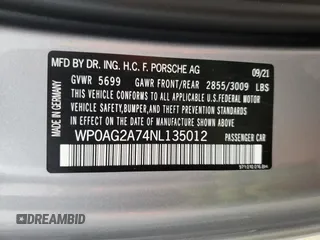 MFD BY DR. ING. H.C. F. PORSCHE AG
09/21
GVWR 5699 GAWR FRONT/REAR 2855/3009 LBS
MADE IN GERMANY
THIS VEHICLE CONFORMS TO ALL APPLICABLE
U.S. FEDERAL MOTOR VEHICLE
SAFETY, BUMPER, AND THEFT PREVENTION
STANDARDS IN EFFECT ON THE DATE
OF MANUFACTURE SHOWN ABOVE.
WP0AG2A74NL135012
PASSENGER CAR
DREAMBID